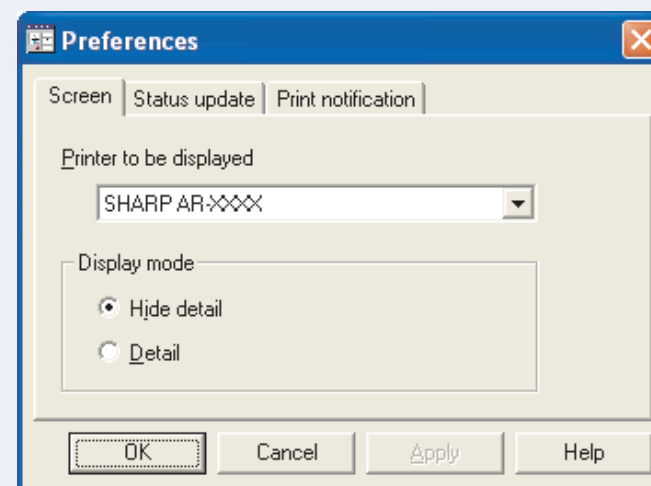 Preferences
Screen Status update Print notification
Printer to be displayed
SHARP AR-XXXX
Display mode
Hide detail
Detail
OK Cancel Apply Help